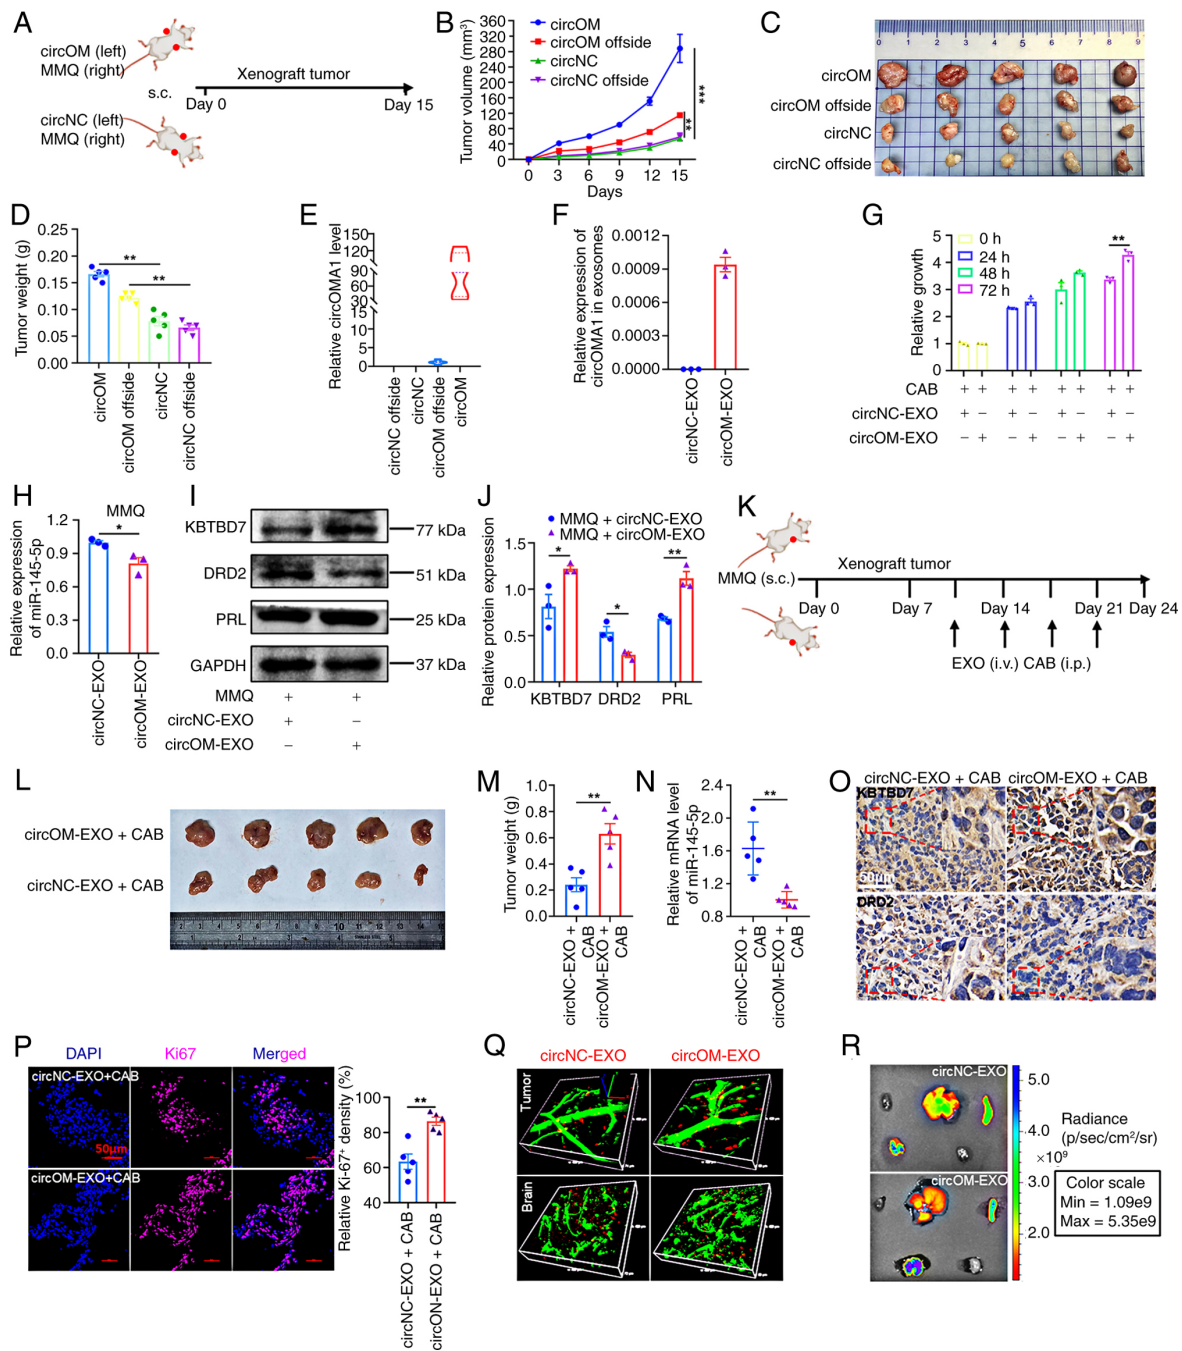 A
circOM (left)
MMQ (right)
s.c.
circNC (left)
MMQ (right)
Xenograft tumor
Day 0
Day 15
B
Tumor volume (mm³)
360
320
280
240
200
160
120
80
40
0
0 3 6 9 12 15
Days
circOM
circOM offside
circNC
circNC offside
***
**
C
0 1 2 3 4 5 6 7 8 9
circOM
circOM offside
circNC
circNC offside
D
Tumor weight (g)
0.25
0.20
0.15
0.10
0.05
0.00
**
**
circOM
circOM offside
circNC
circNC offside
E
Relative circOMA1 level
150
120
90
60
30
15
10
5
0
circNC offside
circNC
circOM offside
circOM
F
Relative expression of
circOMA1 in exosomes
0.0012
0.0009
0.0006
0.0003
0.0000
circNC-EXO
circOM-EXO
G
Relative growth
5
4
3
2
1
0
0 h
24 h
48 h
72 h
**
CAB + + + + + + + +
circNC-EXO + − + − + − + −
circOM-EXO − + − + − + − +
H
MMQ
Relative expression
of miR-145-5p
1.2
0.9
0.6
0.3
0.0
*
circNC-EXO
circOM-EXO
I
KBTBD7 77 kDa
DRD2 51 kDa
PRL 25 kDa
GAPDH 37 kDa
MMQ + +
circNC-EXO + −
circOM-EXO − +
J
MMQ + circNC-EXO
MMQ + circOM-EXO
Relative protein expression
1.5
1.0
0.5
0.0
*
*
**
KBTBD7 DRD2 PRL
K
MMQ (s.c.)
Xenograft tumor
Day 0 Day 7 Day 14 Day 21 Day 24
EXO (i.v.) CAB (i.p.)
L
circOM-EXO + CAB
circNC-EXO + CAB
M
Tumor weight (g)
1.0
0.8
0.6
0.4
0.2
0.0
**
circNC-EXO +
CAB
circOM-EXO +
CAB
N
Relative mRNA level
of miR-145-5p
2.4
2.0
1.6
1.2
0.8
**
circNC-EXO +
CAB
circOM-EXO +
CAB
O
circNC-EXO + CAB circOM-EXO + CAB
KBTBD7
50μm
DRD2
P
DAPI Ki67 Merged
circNC-EXO+CAB
50μm
circOM-EXO+CAB
Relative Ki-67⁺ density (%)
100
80
60
40
**
circNC-EXO + CAB
circON-EXO + CAB
Q
circNC-EXO circOM-EXO
Tumor
Brain
R
circNC-EXO
circOM-EXO
5.0
4.0
3.0
2.0
×10⁹
Radiance
(p/sec/cm²/sr)
Color scale
Min = 1.09e9
Max = 5.35e9